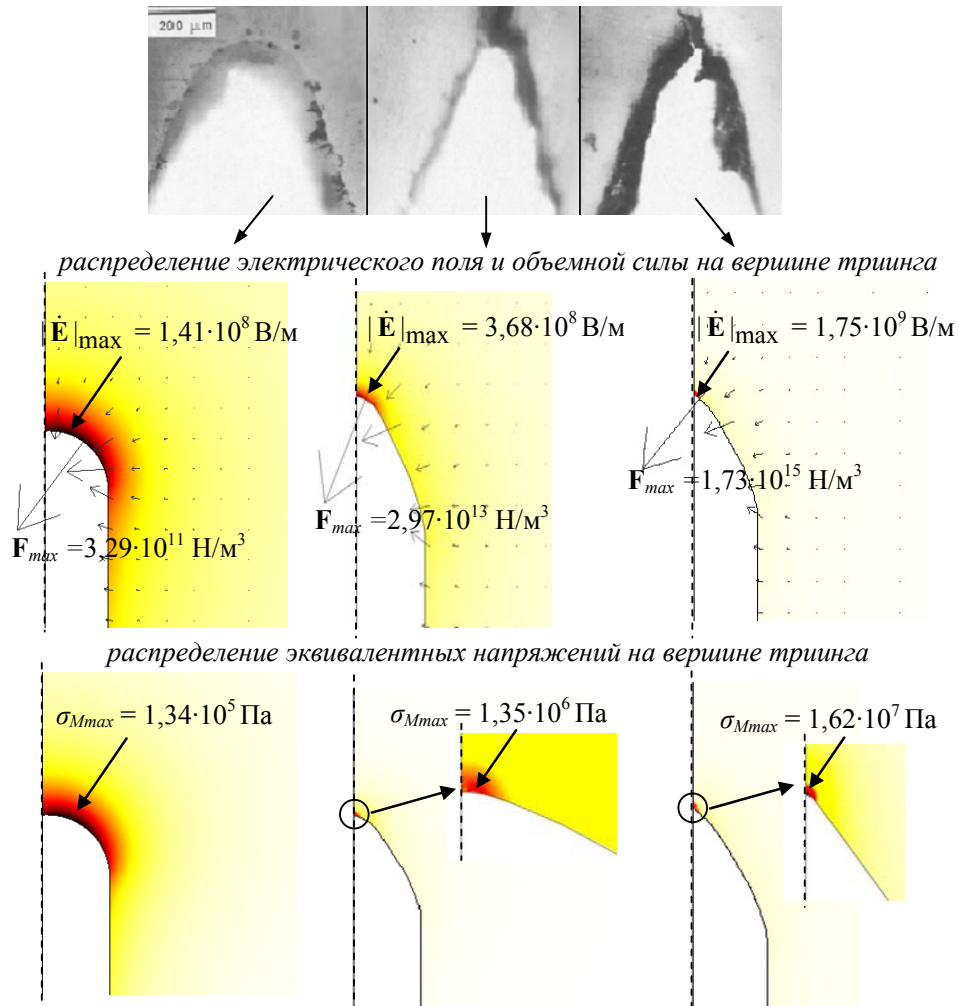 200 μm
распределение электрического поля и объемной силы на вершине триинга
|Ė|max = 1,41·10⁸ В/м
|Ė|max = 3,68·10⁸ В/м
|Ė|max = 1,75·10⁹ В/м
Fmax =3,29·10¹¹ Н/м³
Fmax =2,97·10¹³ Н/м³
Fmax =1,73·10¹⁵ Н/м³
распределение эквивалентных напряжений на вершине триинга
σMmax = 1,34·10⁵ Па
σMmax = 1,35·10⁶ Па
σMmax = 1,62·10⁷ Па